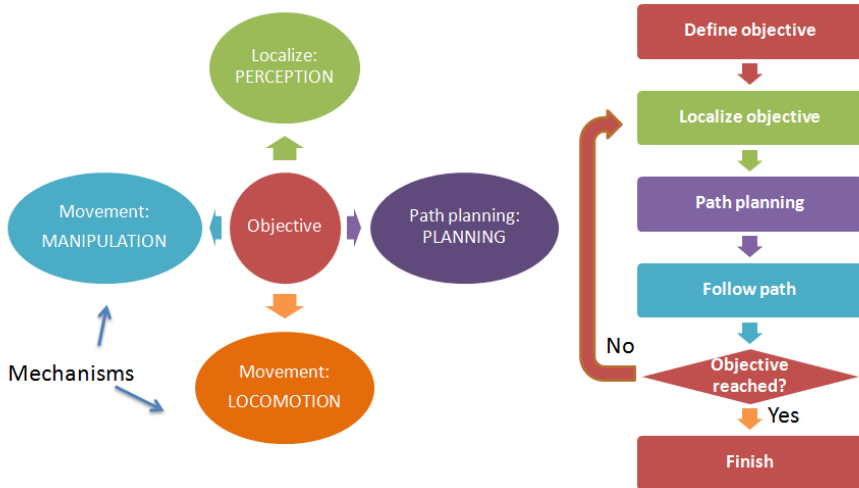 Localize:
PERCEPTION
Movement:
MANIPULATION
Objective
Path planning:
PLANNING
Mechanisms
Movement:
LOCOMOTION
Define objective
Localize objective
Path planning
Follow path
No
Objective
reached?
Yes
Finish